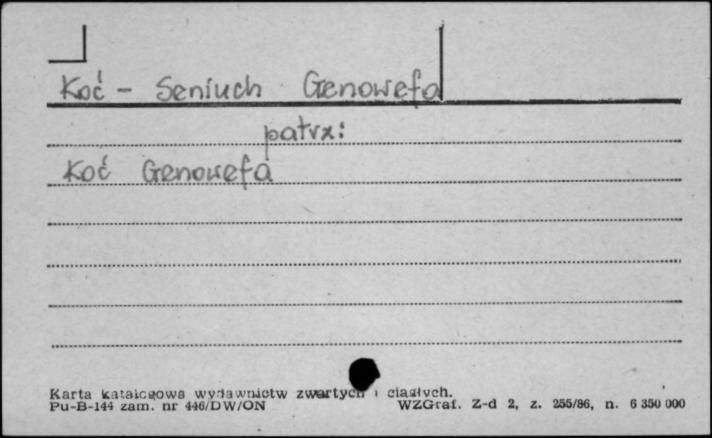 Koć - Seniuch Genowefa
patrz:
Koć Genowefa
Karta katalogowa wydawnictw zwartych i ciągłych.
Pu-B-144 zam. nr 446/DW/ON WZGraf. Z-d 2, z. 255/86, n. 6 350 000